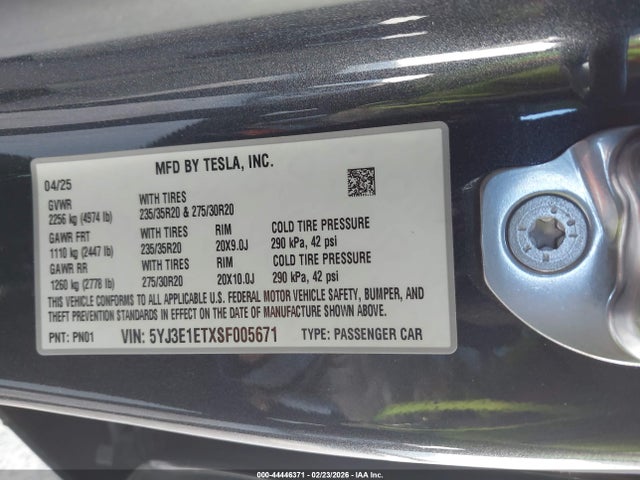 MFD BY TESLA, INC.
04/25
GVWR WITH TIRES
2256 kg (4974 lb) 235/35R20 & 275/30R20
GAWR FRT WITH TIRES RIM COLD TIRE PRESSURE
1110 kg (2447 lb) 235/35R20 20X9.0J 290 kPa, 42 psi
GAWR RR WITH TIRES RIM COLD TIRE PRESSURE
1260 kg (2778 lb) 275/30R20 20X10.0J 290 kPa, 42 psi
THIS VEHICLE CONFORMS TO ALL APPLICABLE U.S. FEDERAL MOTOR VEHICLE SAFETY, BUMPER, AND
THEFT PREVENTION STANDARDS IN EFFECT ON THE DATE OF MANUFACTURE SHOWN ABOVE.
PNT: PN01 VIN: 5YJ3E1ETXSF005671 TYPE: PASSENGER CAR
000-44446371 - 02/23/2026 - IAA Inc.